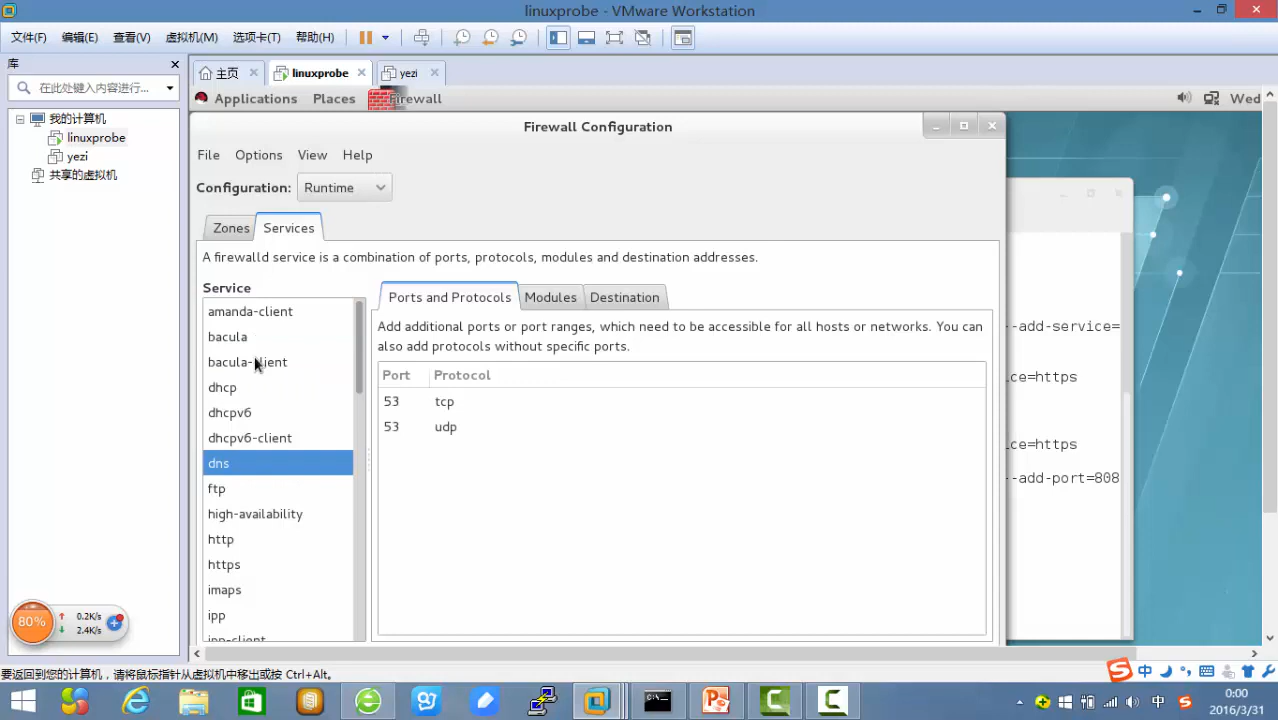 linuxprobe - VMware Workstation
文件(F) 编辑(E) 查看(V) 虚拟机(M) 选项卡(T) 帮助(H)
库
在此处键入内容进行...
我的计算机
linuxprobe
yezi
共享的虚拟机
主页 linuxprobe yezi
Applications Places Firewall Wed
Firewall Configuration
File Options View Help
Configuration: Runtime
Zones Services
A firewalld service is a combination of ports, protocols, modules and destination addresses.
Service
amanda-client
bacula
bacula-client
dhcp
dhcpv6
dhcpv6-client
dns
ftp
high-availability
http
https
imaps
ipp
ipp-client
Ports and Protocols Modules Destination
Add additional ports or port ranges, which need to be accessible for all hosts or networks. You can
also add protocols without specific ports.
Port Protocol
53 tcp
53 udp
--add-service=
ice=https
ice=https
--add-port=808
80%
0.2K/s
2.4K/s
要返回到您的计算机，请将鼠标指针从虚拟机中移出或按 Ctrl+Alt。
中
中
0:00
2016/3/31